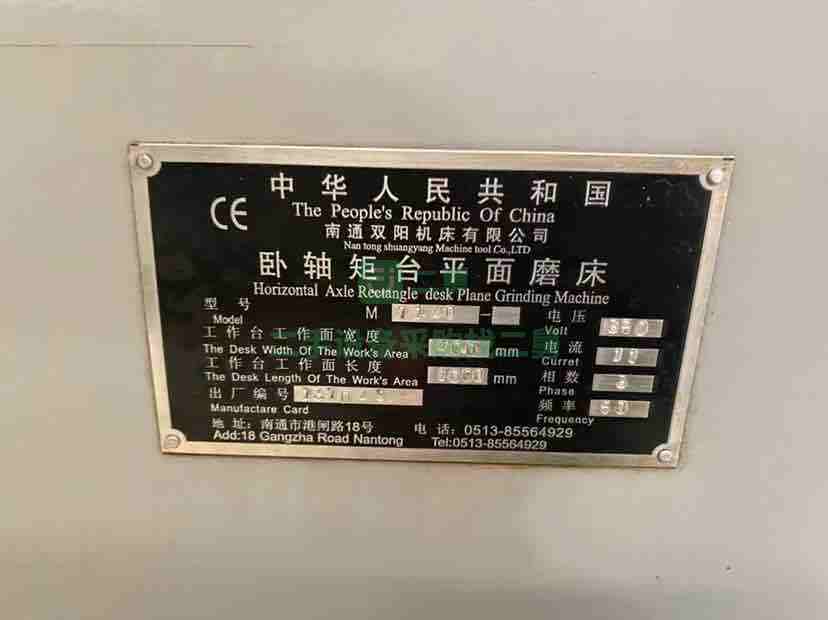 CE
中华人民共和国
The People's Republic Of China
南通双阳机床有限公司
Nan tong shuangyang Machine tool Co.,LTD
卧轴矩台平面磨床
Horizontal Axle Rectangle desk Plane Grinding Machine
型号 M
Model
工作台工作面宽度
The Desk Width Of The Work's Area mm
工作台工作面长度
The Desk Length Of The Work's Area mm
出厂编号
Manufactare Card
电压 380
Volt
电流
Curret
相数 3
Phase
频率 50
Frequency
地址: 南通市港闸路18号 电话: 0513-85564929
Add:18 Gangzha Road Nantong Tel:0513-85564929